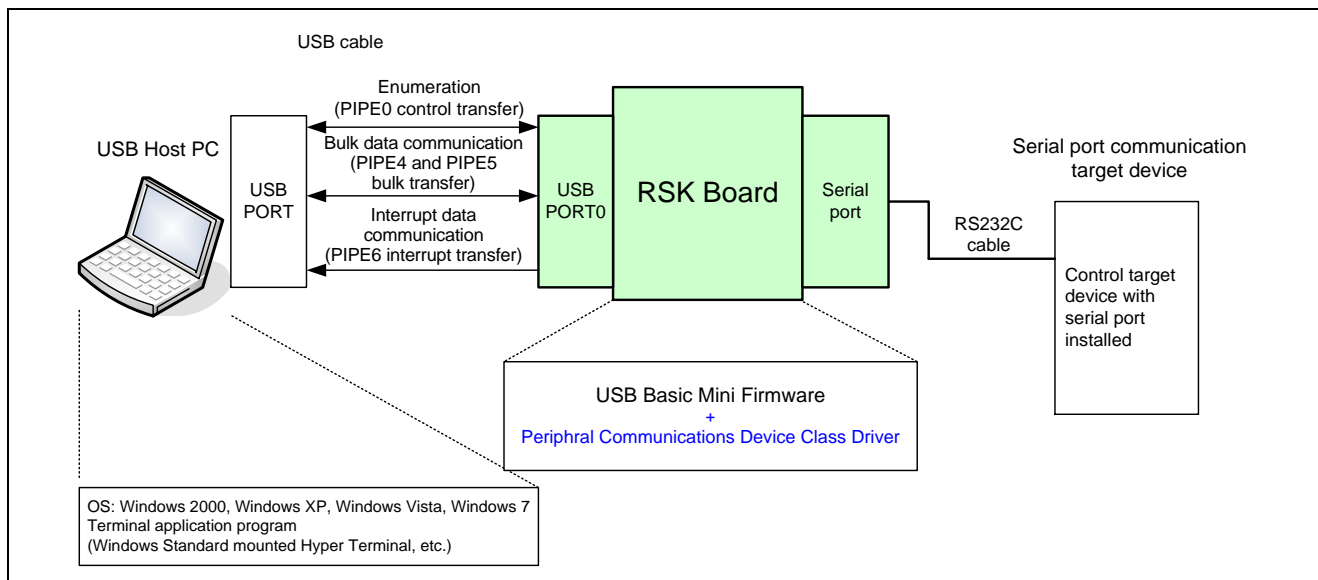 USB cable
Enumeration
(PIPE0 control transfer)
USB Host PC
USB
PORT
Bulk data communication
(PIPE4 and PIPE5
bulk transfer)
Interrupt data
communication
(PIPE6 interrupt transfer)
USB
PORT0
RSK Board
Serial
port
RS232C
cable
Serial port communication
target device
Control target
device with
serial port
installed
USB Basic Mini Firmware
+
Periphral Communications Device Class Driver
OS: Windows 2000, Windows XP, Windows Vista, Windows 7
Terminal application program
(Windows Standard mounted Hyper Terminal, etc.)